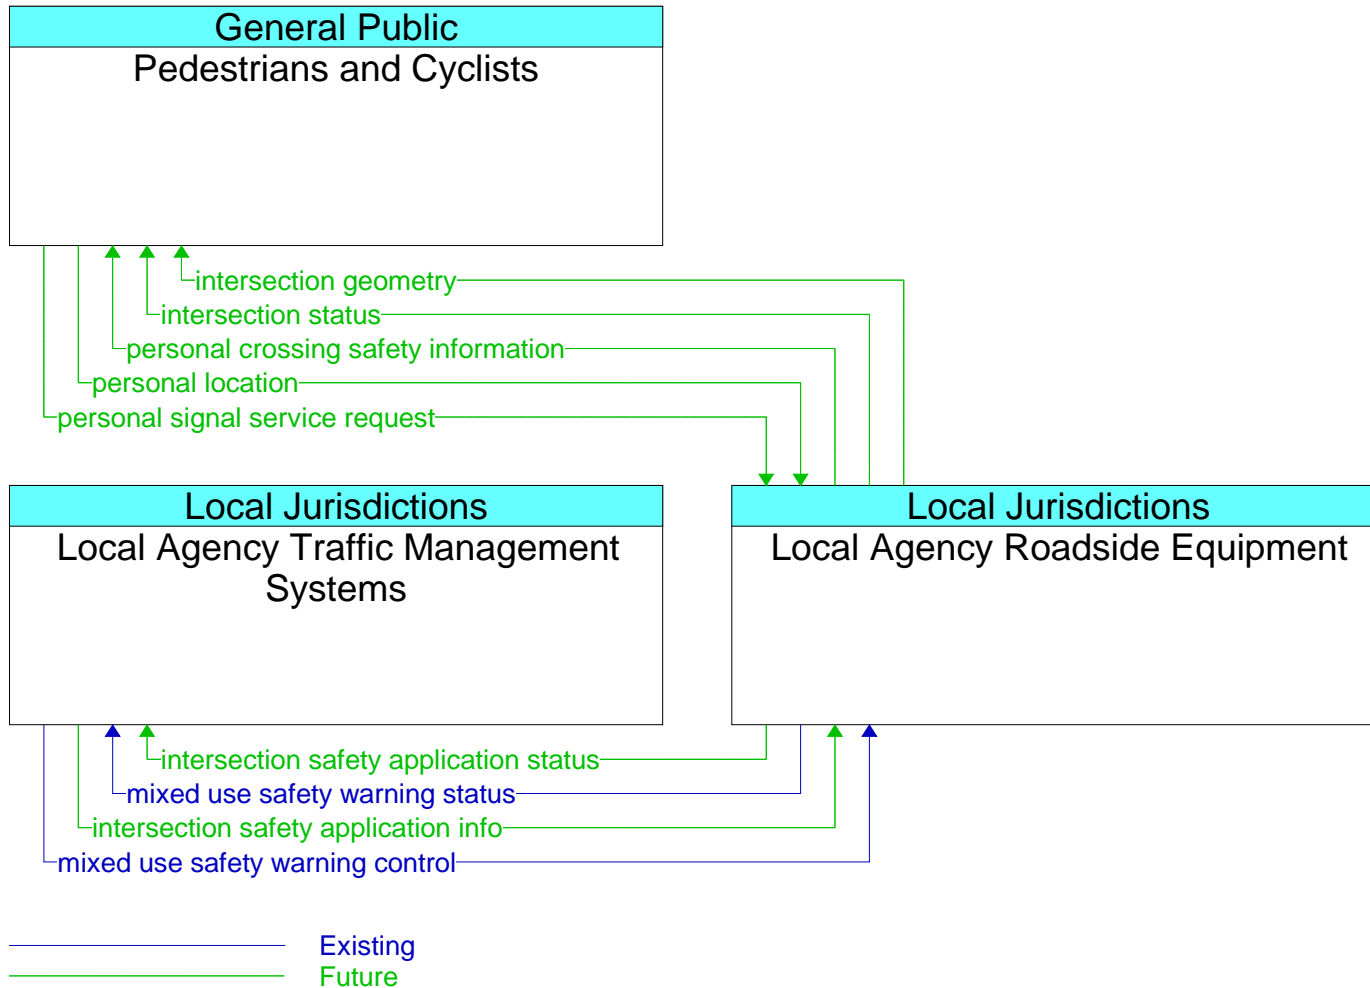 General Public
Pedestrians and Cyclists
intersection geometry
intersection status
personal crossing safety information
personal location
personal signal service request
Local Jurisdictions
Local Agency Traffic Management
Systems
Local Jurisdictions
Local Agency Roadside Equipment
intersection safety application status
mixed use safety warning status
intersection safety application info
mixed use safety warning control
Existing
Future